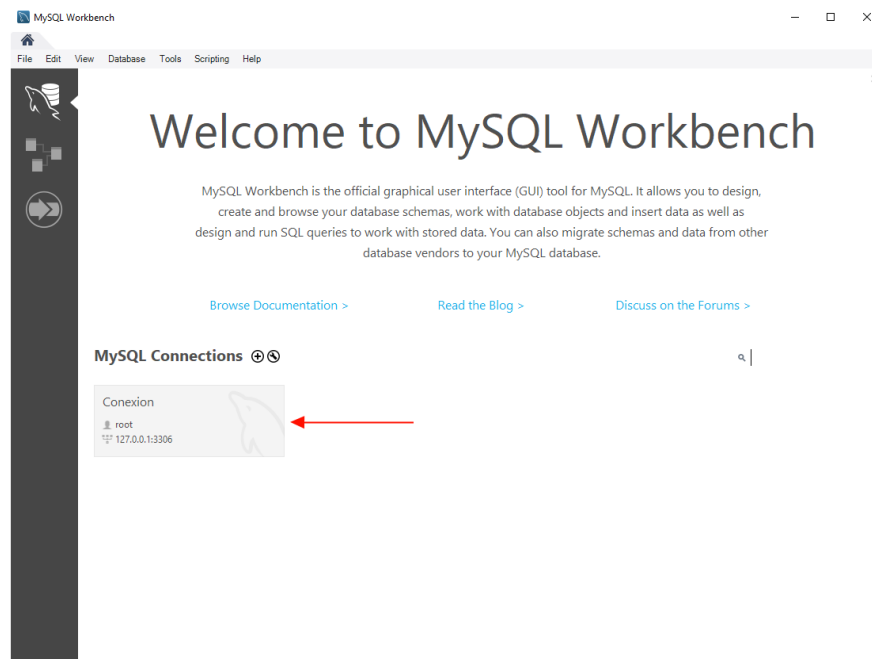 MySQL Workbench
File Edit View Database Tools Scripting Help
Welcome to MySQL Workbench
MySQL Workbench is the official graphical user interface (GUI) tool for MySQL. It allows you to design,
create and browse your database schemas, work with database objects and insert data as well as
design and run SQL queries to work with stored data. You can also migrate schemas and data from other
database vendors to your MySQL database.
Browse Documentation > Read the Blog > Discuss on the Forums >
MySQL Connections
Conexion
root
127.0.0.1:3306